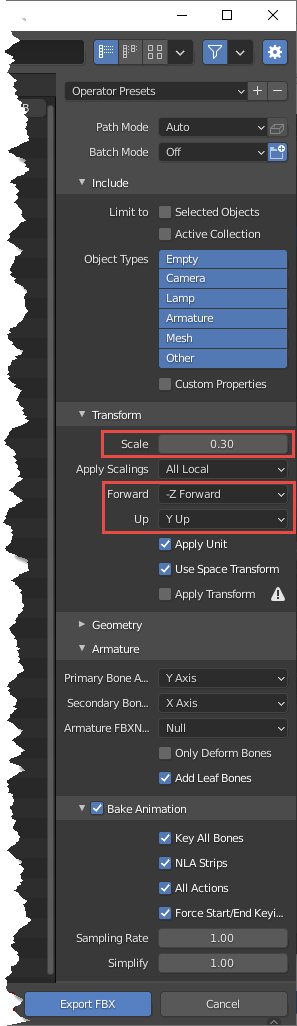 Operator Presets
Path Mode Auto
Batch Mode Off
Include
Limit to Selected Objects
Active Collection
Object Types Empty
Camera
Lamp
Armature
Mesh
Other
Custom Properties
Transform
Scale 0.30
Apply Scalings All Local
Forward -Z Forward
Up Y Up
Apply Unit
Use Space Transform
Apply Transform
Geometry
Armature
Primary Bone A... Y Axis
Secondary Bon... X Axis
Armature FBXN... Null
Only Deform Bones
Add Leaf Bones
Bake Animation
Key All Bones
NLA Strips
All Actions
Force Start/End Keyi...
Sampling Rate 1.00
Simplify 1.00
Export FBX Cancel